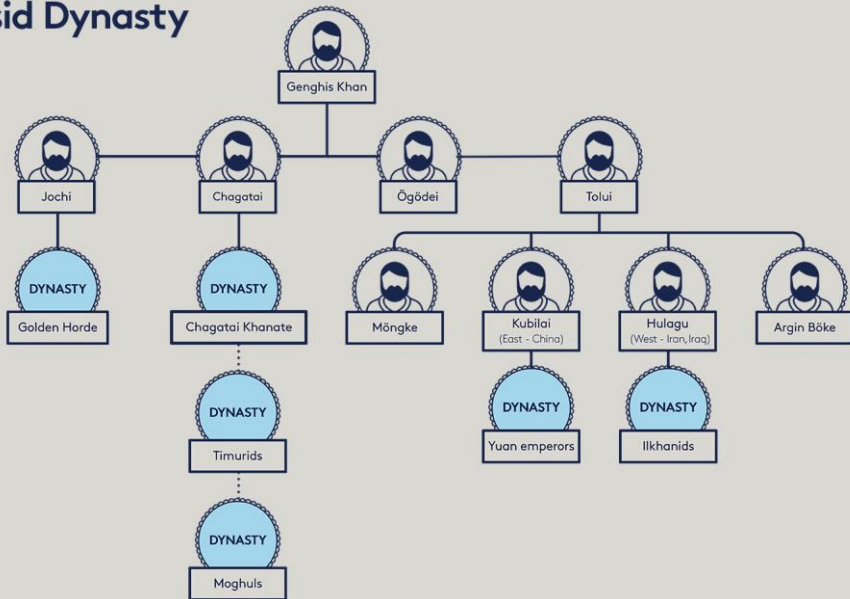 sid Dynasty
Genghis Khan
Jochi
Chagatai
Ögödei
Tolui
DYNASTY
Golden Horde
DYNASTY
Chagatai Khanate
Möngke
Kubilai
(East - China)
Hulagu
(West - Iran,Iraq)
Argin Böke
DYNASTY
Timurids
DYNASTY
Yuan emperors
DYNASTY
Ilkhanids
DYNASTY
Moghuls